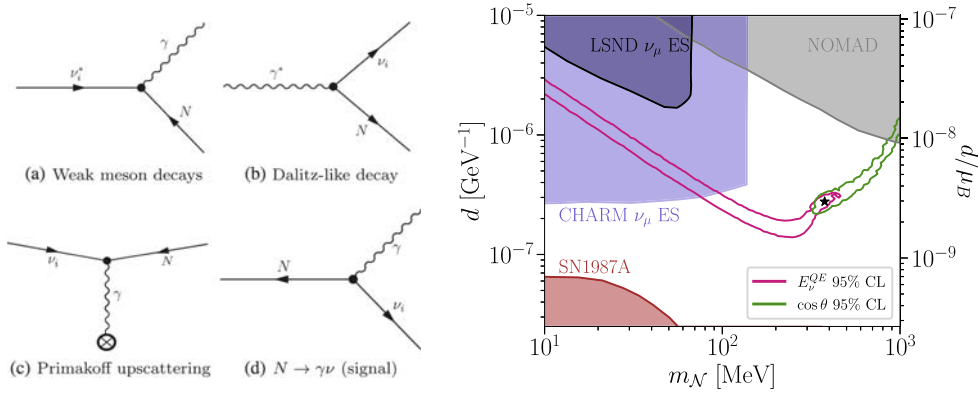 ν_i^*
γ
N
(a) Weak meson decays
γ^*
ν_i
N
(b) Dalitz-like decay
ν_i
N
γ
(c) Primakoff upscattering
N
γ
ν_i
(d) N → γν (signal)
10^{-5}
10^{-6}
10^{-7}
d [GeV^{-1}]
LSND ν_μ ES
NOMAD
CHARM ν_μ ES
SN1987A
E_ν^{QE} 95% CL
cos θ 95% CL
10^{-7}
10^{-8}
10^{-9}
d/μ_B
10^1
10^2
10^3
m_𝒩 [MeV]